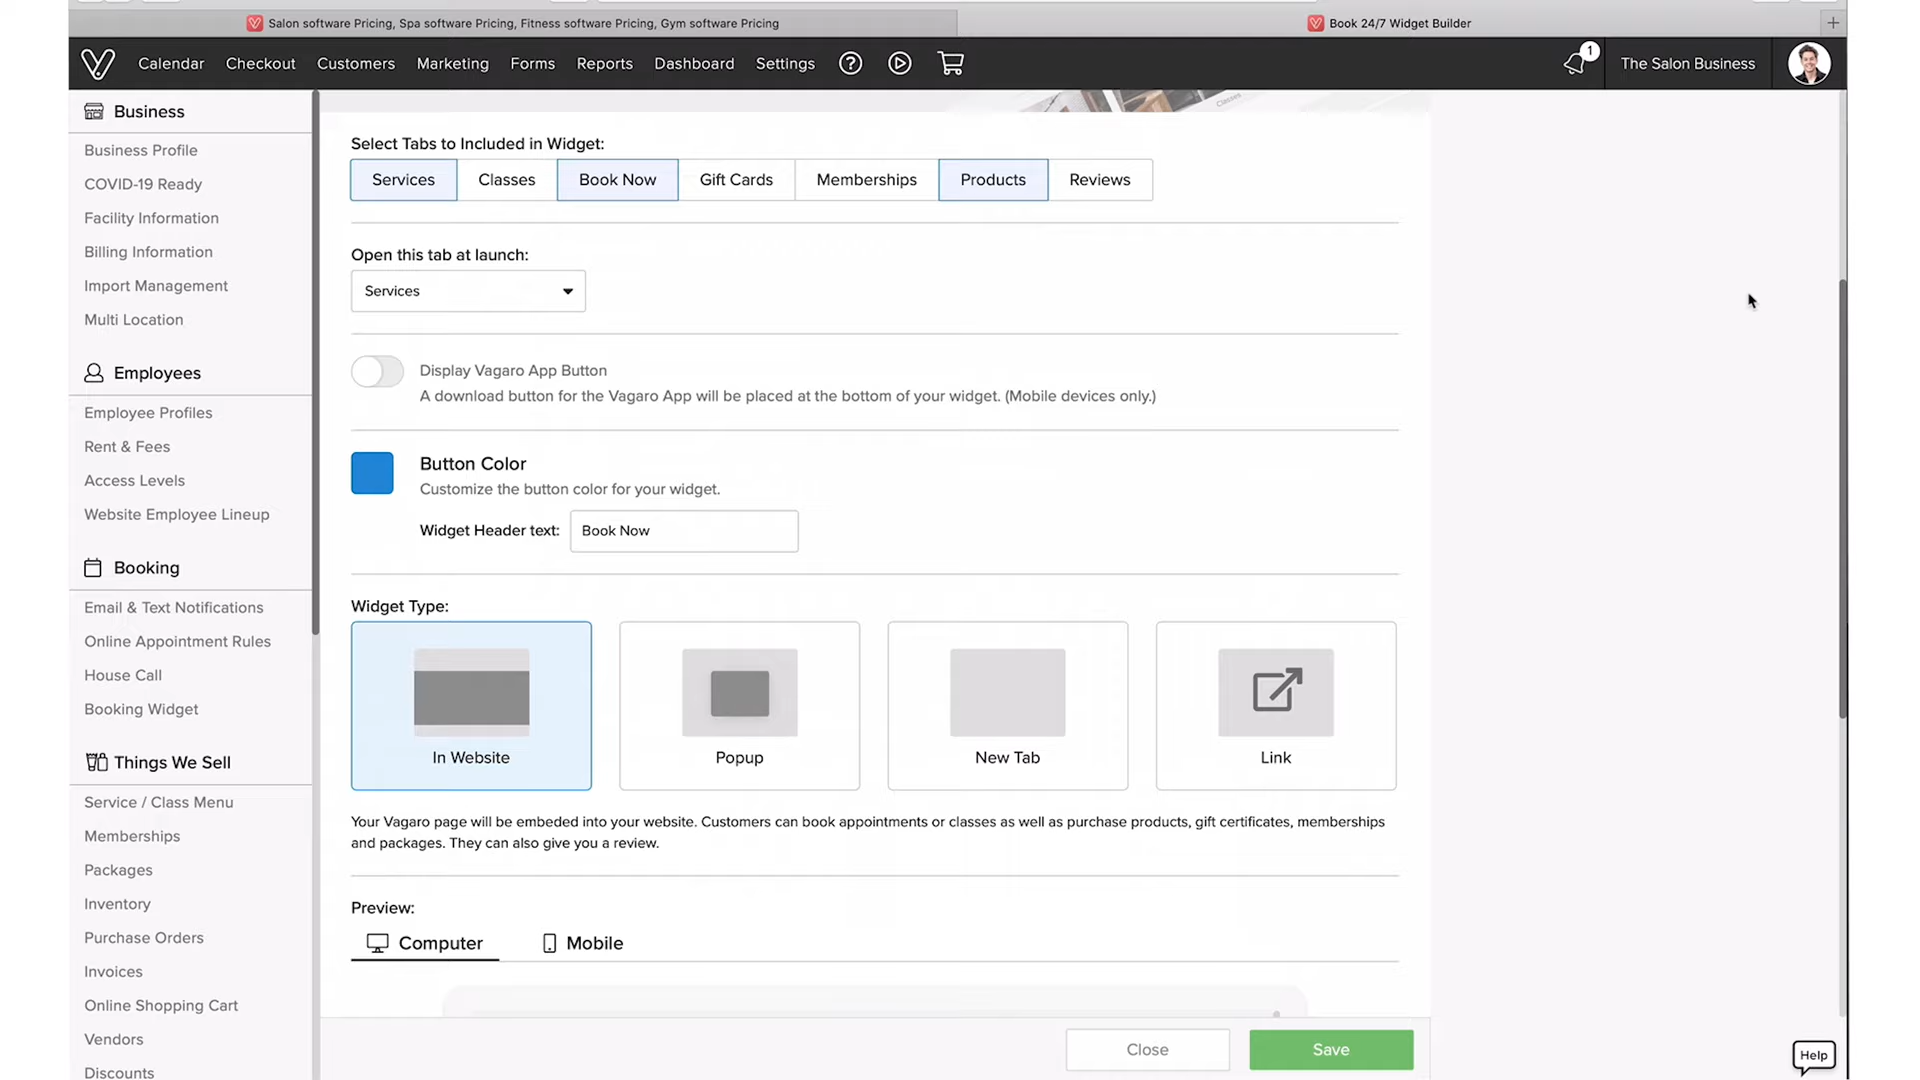 Salon software Pricing, Spa software Pricing, Fitness software Pricing, Gym software Pricing
Book 24/7 Widget Builder
Calendar Checkout Customers Marketing Forms Reports Dashboard Settings ? 1 The Salon Business
Business
Business Profile
COVID-19 Ready
Facility Information
Billing Information
Import Management
Multi Location
Employees
Employee Profiles
Rent & Fees
Access Levels
Website Employee Lineup
Booking
Email & Text Notifications
Online Appointment Rules
House Call
Booking Widget
Things We Sell
Service / Class Menu
Memberships
Packages
Inventory
Purchase Orders
Invoices
Online Shopping Cart
Vendors
Discounts
Classes
Select Tabs to Included in Widget:
Services Classes Book Now Gift Cards Memberships Products Reviews
Open this tab at launch:
Services
Display Vagaro App Button
A download button for the Vagaro App will be placed at the bottom of your widget. (Mobile devices only.)
Button Color
Customize the button color for your widget.
Widget Header text: Book Now
Widget Type:
In Website Popup New Tab Link
Your Vagaro page will be embeded into your website. Customers can book appointments or classes as well as purchase products, gift certificates, memberships
and packages. They can also give you a review.
Preview:
Computer Mobile
Close Save
Help